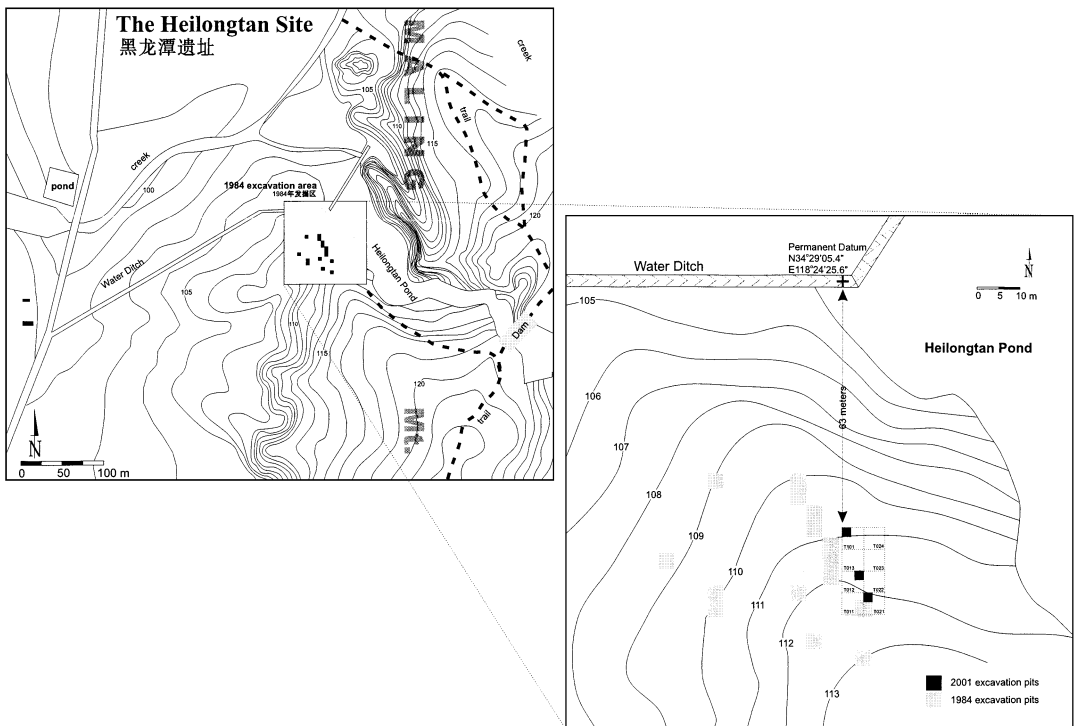 The Heilongtan Site
黑龙潭遗址
MALING
creek
105
110
115
trail
creek
pond
100
1984 excavation area
1984年发掘区
120
Water Ditch
105
Heilongtan Pond
110
115
Dam
120
MT.
trail
N
0 50 100 m
Permanent Datum
N34°29'05.4"
E118°24'25.6"
Water Ditch
N
0 5 10 m
105
Heilongtan Pond
63 meters
106
107
108
109
110
T101 T024
T013 T023
T012 T022
T011 T021
111
112
113
2001 excavation pits
1984 excavation pits